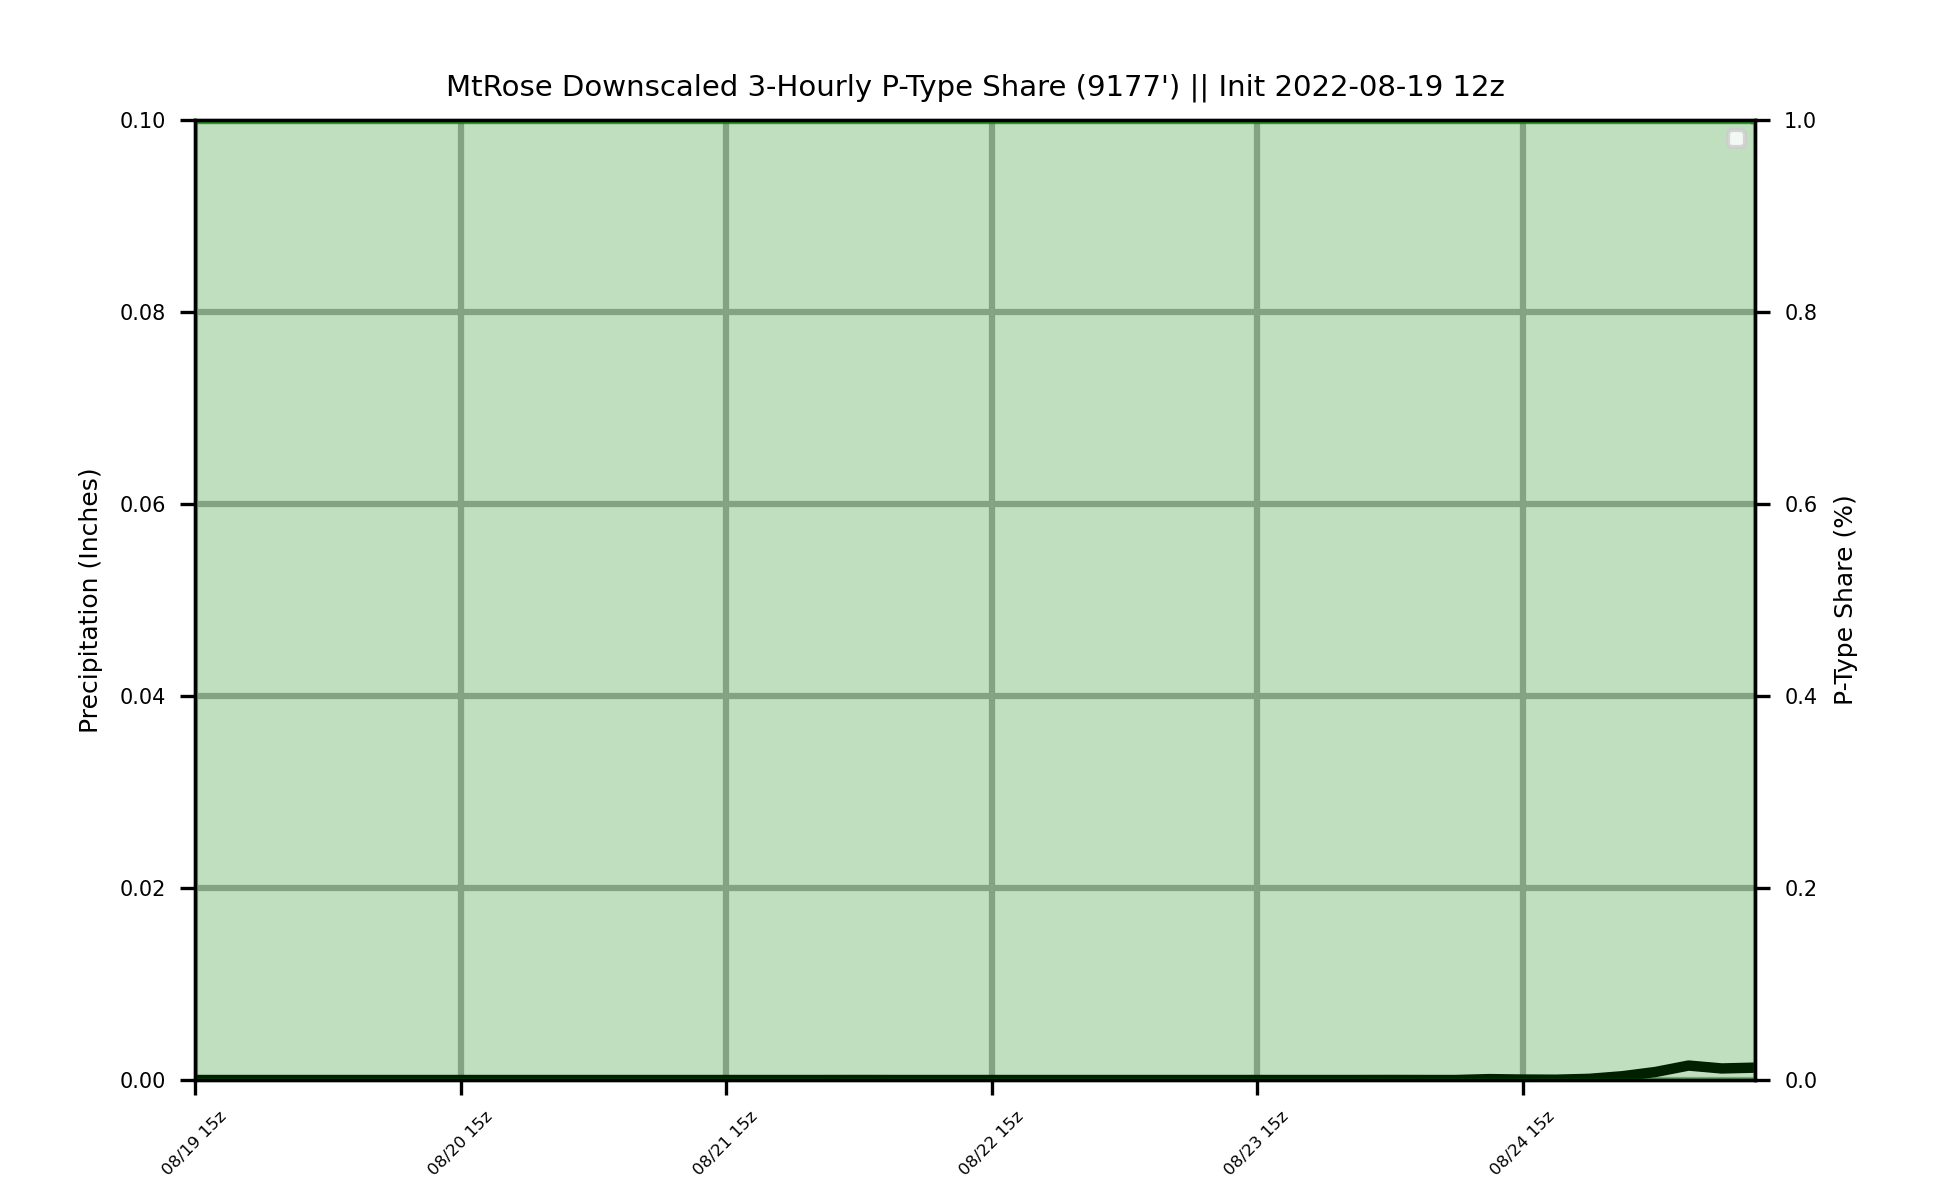 MtRose Downscaled 3-Hourly P-Type Share (9177') || Init 2022-08-19 12z
Precipitation (Inches)
0.10
0.08
0.06
0.04
0.02
0.00
1.0
0.8
0.6
0.4
0.2
0.0
P-Type Share (%)
08/19 15z
08/20 15z
08/21 15z
08/22 15z
08/23 15z
08/24 15z